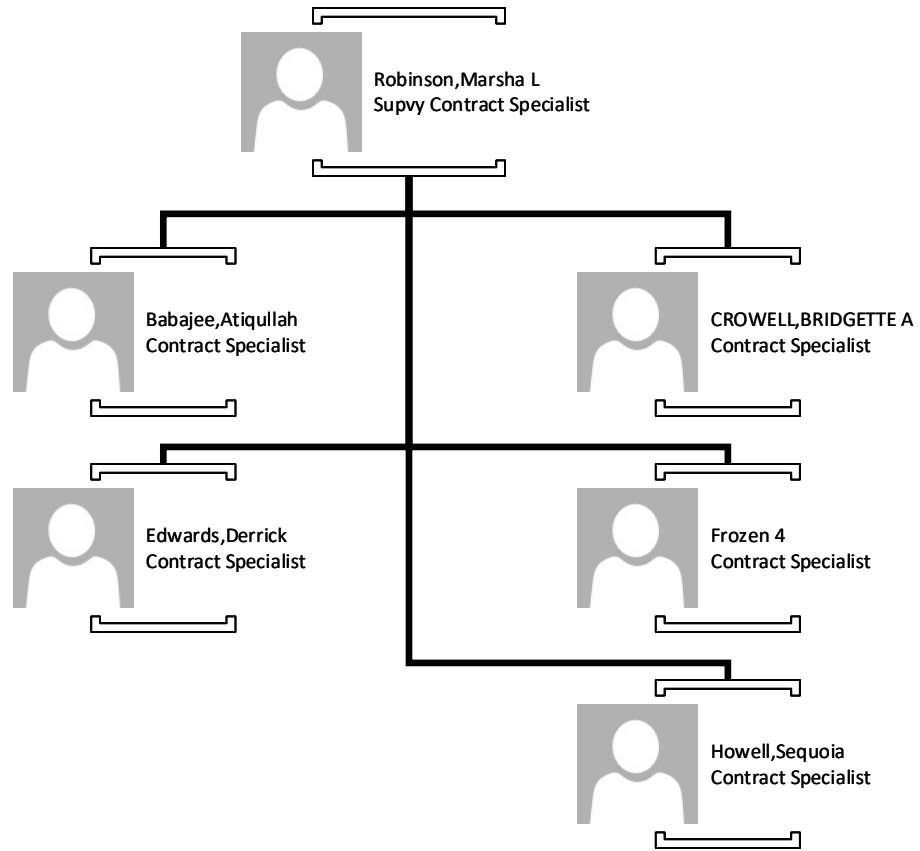 Robinson,Marsha L
Supvy Contract Specialist
Babajee,Atiqullah
Contract Specialist
CROWELL,BRIDGETTE A
Contract Specialist
Edwards,Derrick
Contract Specialist
Frozen 4
Contract Specialist
Howell,Sequoia
Contract Specialist